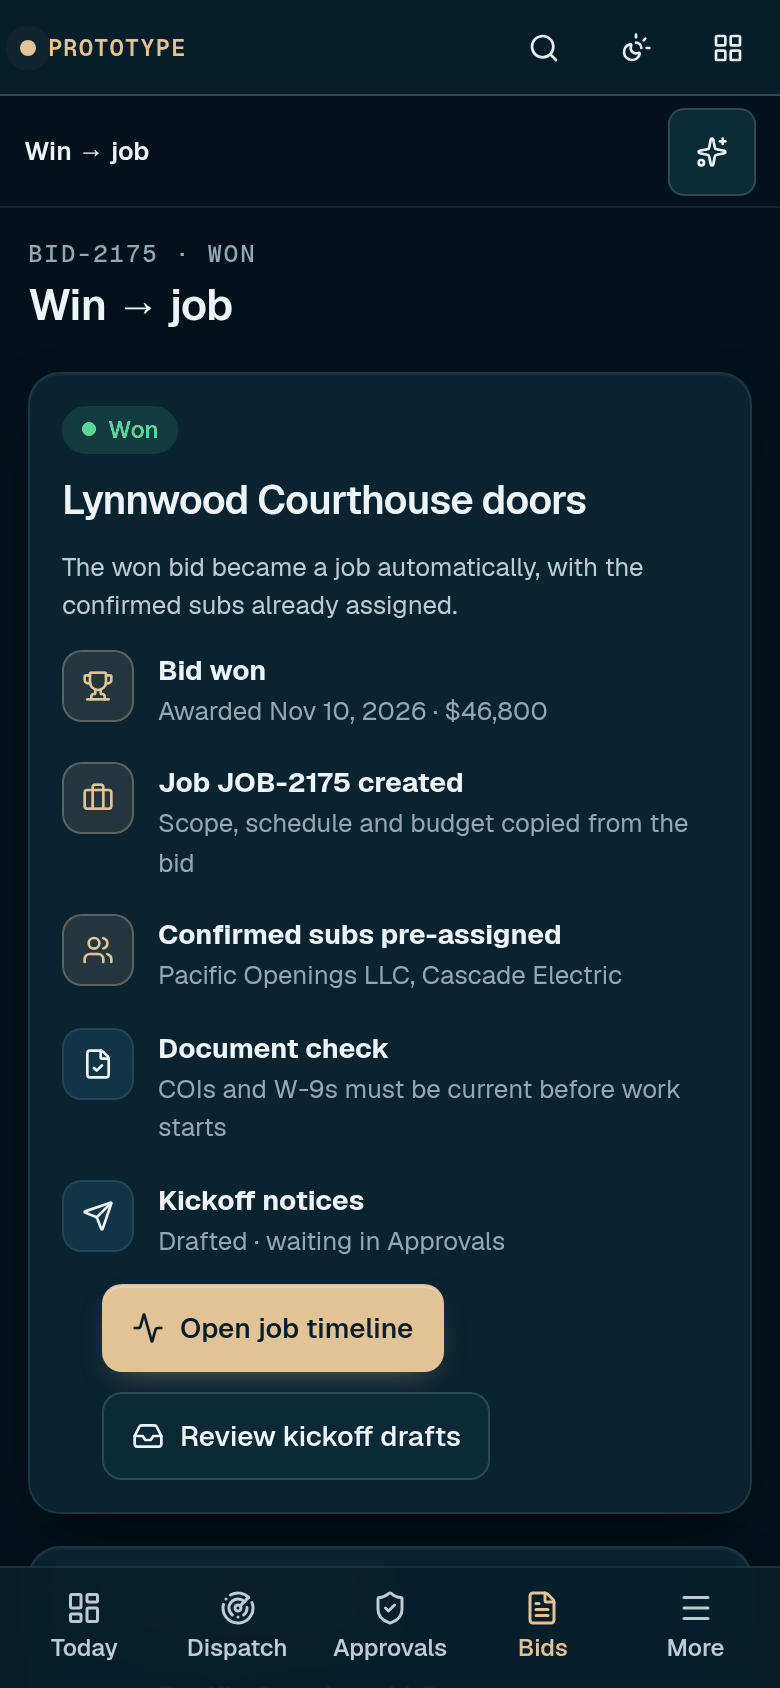 PROTOTYPE
Win → job
BID-2175 · WON
Win → job
Won
Lynnwood Courthouse doors
The won bid became a job automatically, with the
confirmed subs already assigned.
Bid won
Awarded Nov 10, 2026 · $46,800
Job JOB-2175 created
Scope, schedule and budget copied from the
bid
Confirmed subs pre-assigned
Pacific Openings LLC, Cascade Electric
Document check
COIs and W-9s must be current before work
starts
Kickoff notices
Drafted · waiting in Approvals
Open job timeline
Review kickoff drafts
Today
Dispatch
Approvals
Bids
More